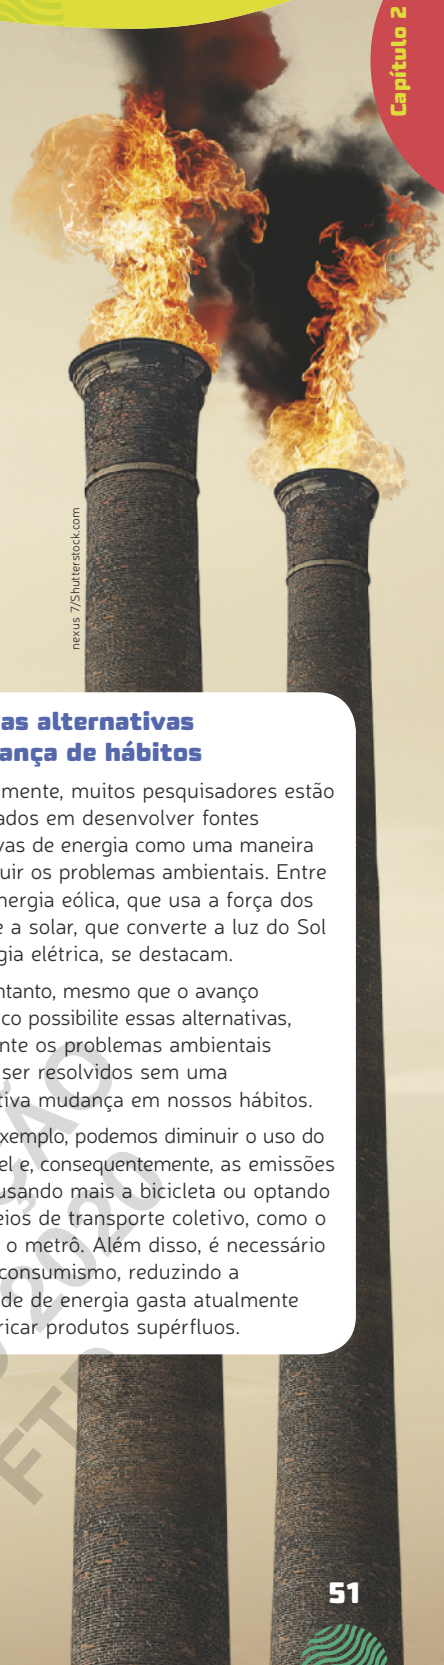 Capítulo 2
nexus 7/Shutterstock.com
as alternativas
ança de hábitos
mente, muitos pesquisadores estão
ados em desenvolver fontes
vas de energia como uma maneira
uir os problemas ambientais. Entre
nergia eólica, que usa a força dos
e a solar, que converte a luz do Sol
gia elétrica, se destacam.
ntanto, mesmo que o avanço
co possibilite essas alternativas,
nte os problemas ambientais
ser resolvidos sem uma
tiva mudança em nossos hábitos.
xemplo, podemos diminuir o uso do
el e, consequentemente, as emissões
usando mais a bicicleta ou optando
eios de transporte coletivo, como o
o metrô. Além disso, é necessário
consumismo, reduzindo a
de de energia gasta atualmente
ricar produtos supérfluos.
ÇÃO
2020
FTD
51